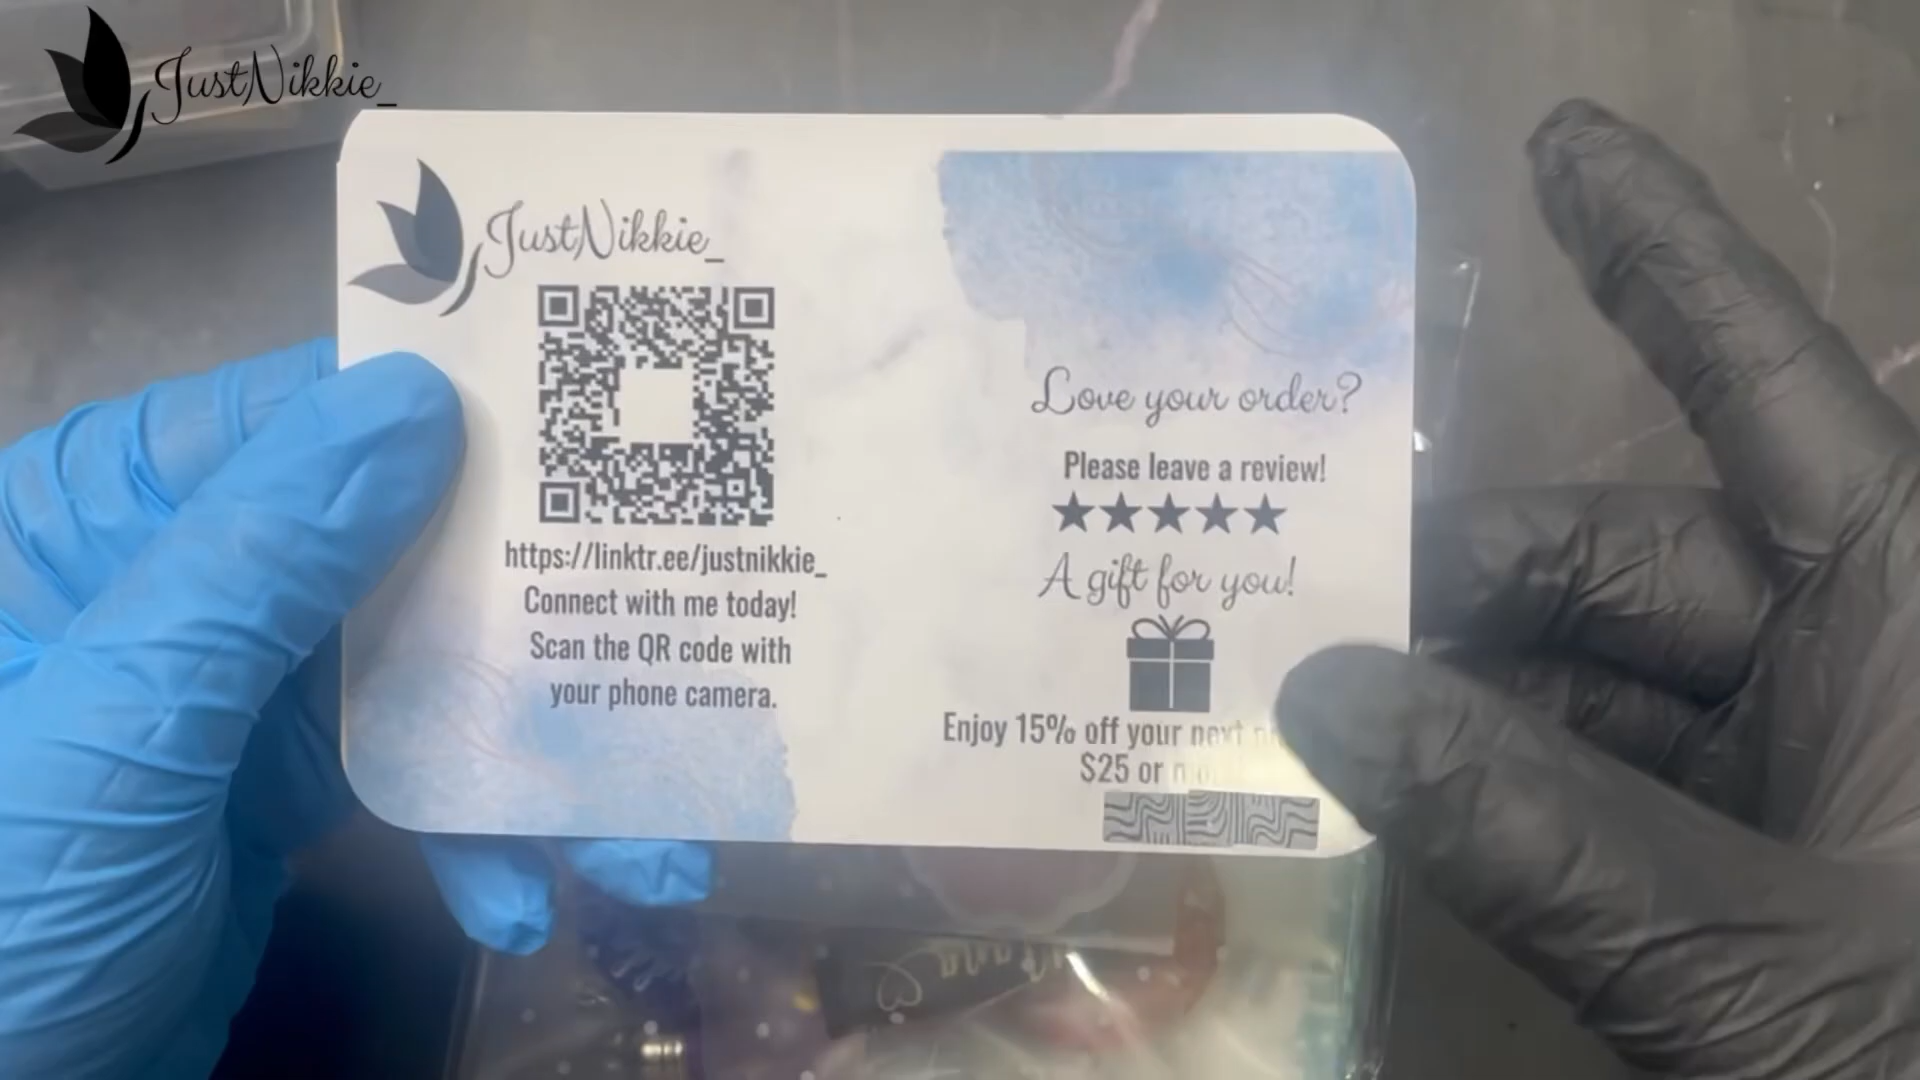 JustNikkie_
JustNikkie_
https://linktr.ee/justnikkie_
Connect with me today!
Scan the QR code with
your phone camera.
Love your order?
Please leave a review!
A gift for you!
Enjoy 15% off your next
$25 or